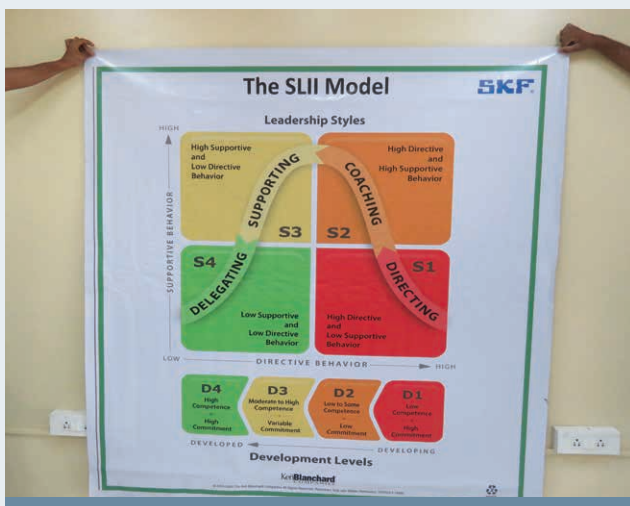 The SLII Model
SKF®
Leadership Styles
HIGH
SUPPORTIVE BEHAVIOR
LOW
High Supportive
and
Low Directive
Behavior
SUPPORTING
S3
High Directive
and
High Supportive
Behavior
COACHING
S2
S4
DELEGATING
Low Supportive
and
Low Directive
Behavior
S1
DIRECTING
High Directive
and
Low Supportive
Behavior
DIRECTIVE BEHAVIOR
HIGH
D4
High
Competence
High
Commitment
D3
Moderate to High
Competence
Variable
Commitment
D2
Low to Some
Competence
Low
Commitment
D1
Low
Competence
High
Commitment
DEVELOPED
DEVELOPING
Development Levels
KenBlanchard